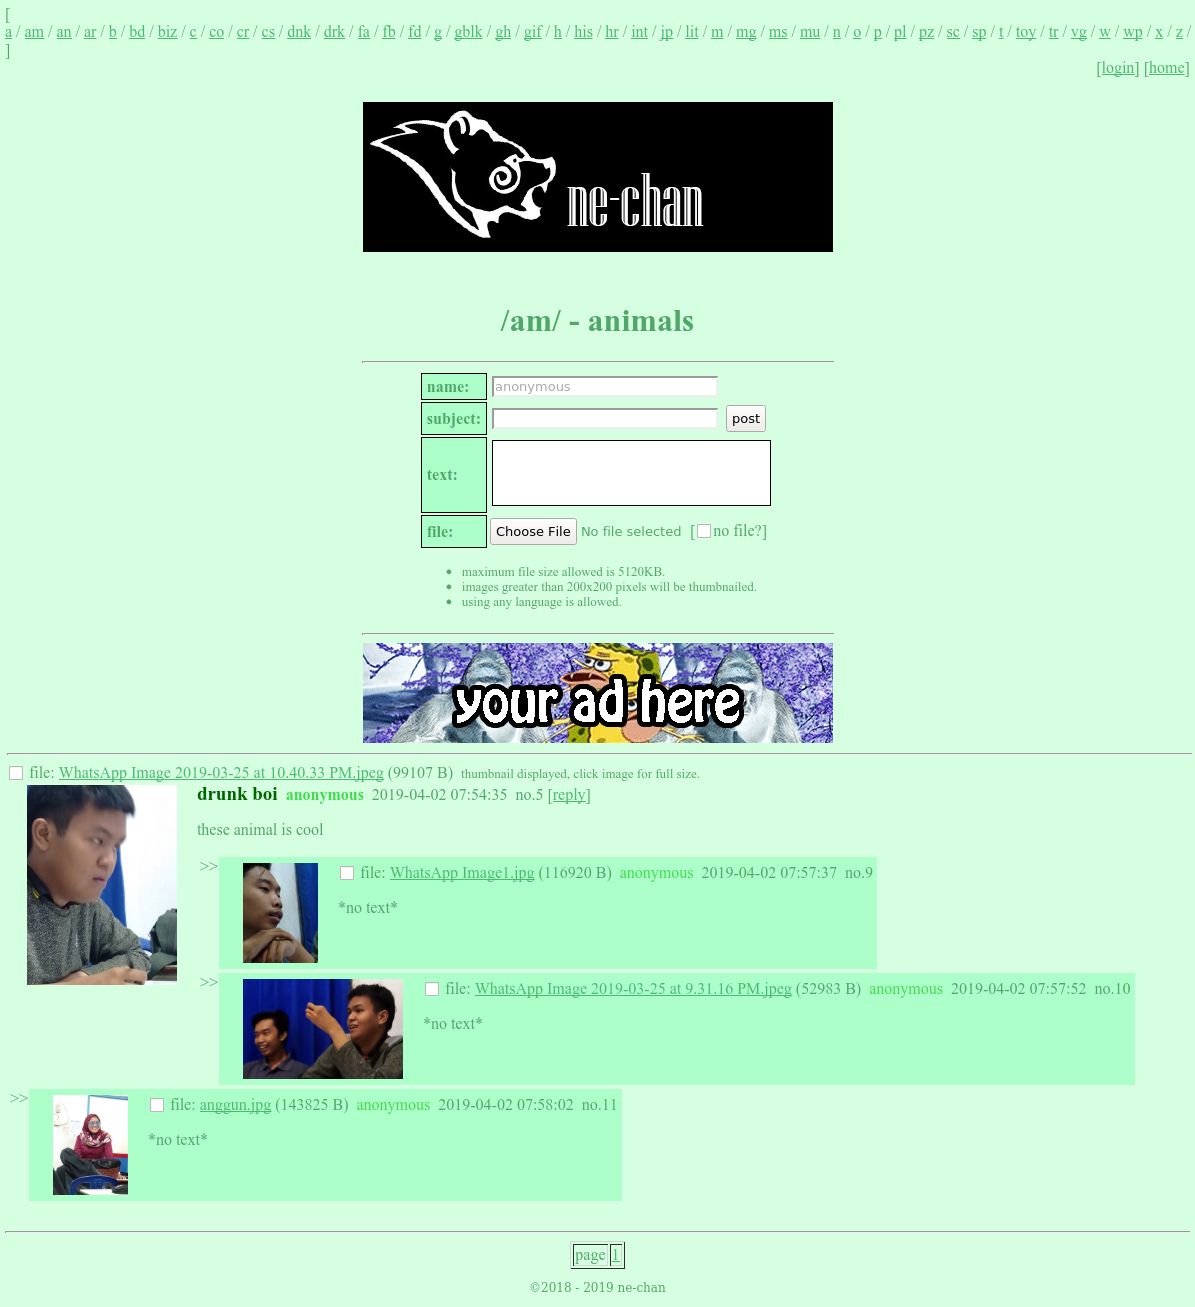 [
a / am / an / ar / b / bd / biz / c / co / cr / cs / dnk / drk / fa / fb / fd / g / gblk / gh / gif / h / his / hr / int / jp / lit / m / mg / ms / mu / n / o / p / pl / pz / sc / sp / t / toy / tr / vg / w / wp / x / z /
]
[login] [home]
ne-chan
/am/ - animals
name: anonymous
subject: post
text:
file: Choose File No file selected [ no file?]
• maximum file size allowed is 5120KB.
• images greater than 200x200 pixels will be thumbnailed.
• using any language is allowed.
your ad here
file: WhatsApp Image 2019-03-25 at 10.40.33 PM.jpeg (99107 B) thumbnail displayed, click image for full size.
drunk boi anonymous 2019-04-02 07:54:35 no.5 [reply]
these animal is cool
>> file: WhatsApp Image1.jpg (116920 B) anonymous 2019-04-02 07:57:37 no.9
*no text*
>> file: WhatsApp Image 2019-03-25 at 9.31.16 PM.jpeg (52983 B) anonymous 2019-04-02 07:57:52 no.10
*no text*
>> file: anggun.jpg (143825 B) anonymous 2019-04-02 07:58:02 no.11
*no text*
page 1
©2018 - 2019 ne-chan